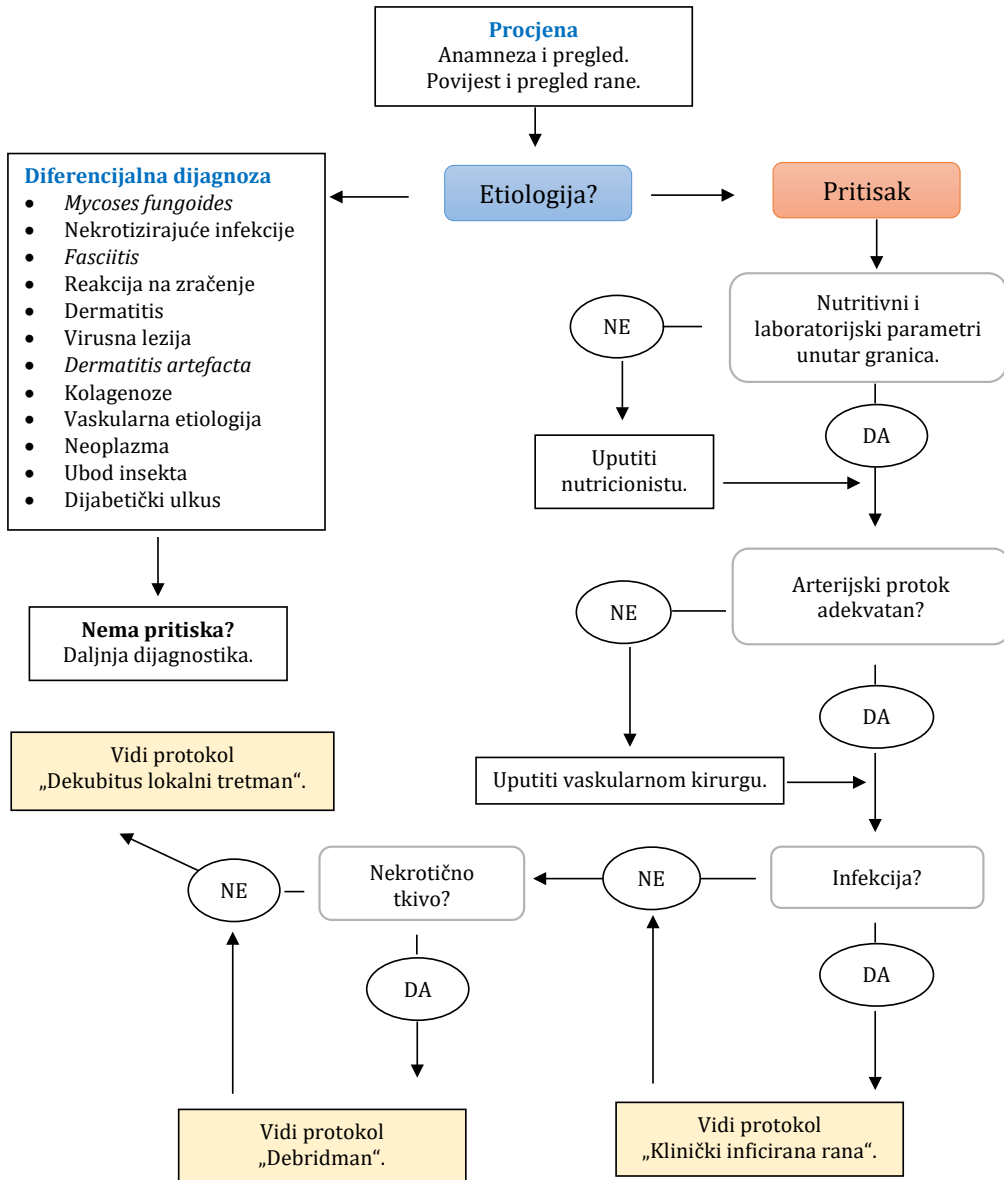 Procjena
Anamneza i pregled.
Povijest i pregled rane.
Etiologija?
Pritisak
Diferencijalna dijagnoza
• Mycoses fungoides
• Nekrotizirajuće infekcije
• Fasciitis
• Reakcija na zračenje
• Dermatitis
• Virusna lezija
• Dermatitis artefacta
• Kolagenoze
• Vaskularna etiologija
• Neoplazma
• Ubod insekta
• Dijabetički ulkus
Nema pritiska?
Daljnja dijagnostika.
Nutritivni i
laboratorijski parametri
unutar granica.
NE
DA
Uputiti
nutricionistu.
Arterijski protok
adekvatan?
NE
DA
Uputiti vaskularnom kirurgu.
Infekcija?
NE
DA
Vidi protokol
„Klinički inficirana rana“.
Nekrotično
tkivo?
NE
DA
Vidi protokol
„Debridman“.
Vidi protokol
„Dekubitus lokalni tretman“.